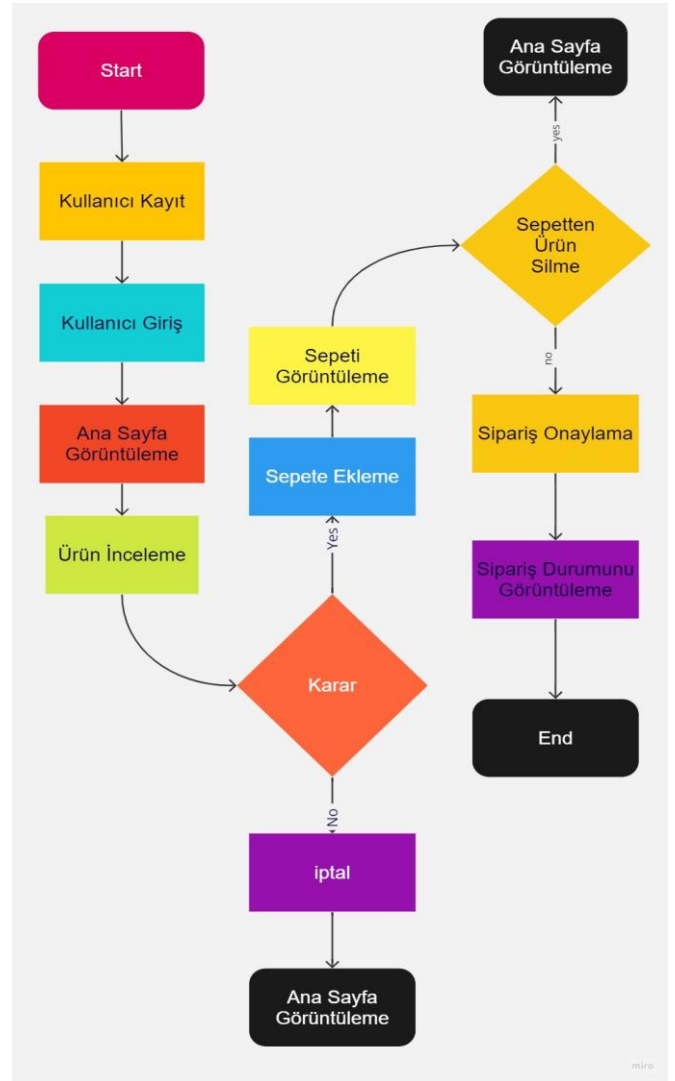 Start
Kullanıcı Kayıt
Kullanıcı Giriş
Ana Sayfa
Görüntüleme
Ürün İnceleme
Karar
Yes
Sepete Ekleme
Sepeti
Görüntüleme
No
iptal
Ana Sayfa
Görüntüleme
Sepetten
Ürün
Silme
yes
Ana Sayfa
Görüntüleme
no
Sipariş Onaylama
Sipariş Durumunu
Görüntüleme
End
miro